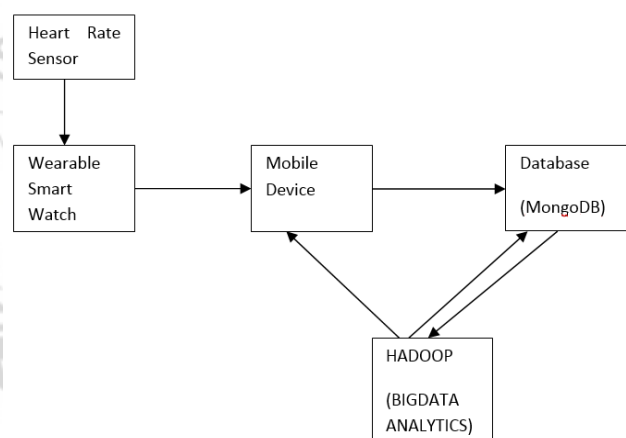 Heart Rate
Sensor
Wearable
Smart
Watch
Mobile
Device
Database
(MongoDB)
HADOOP
(BIGDATA
ANALYTICS)